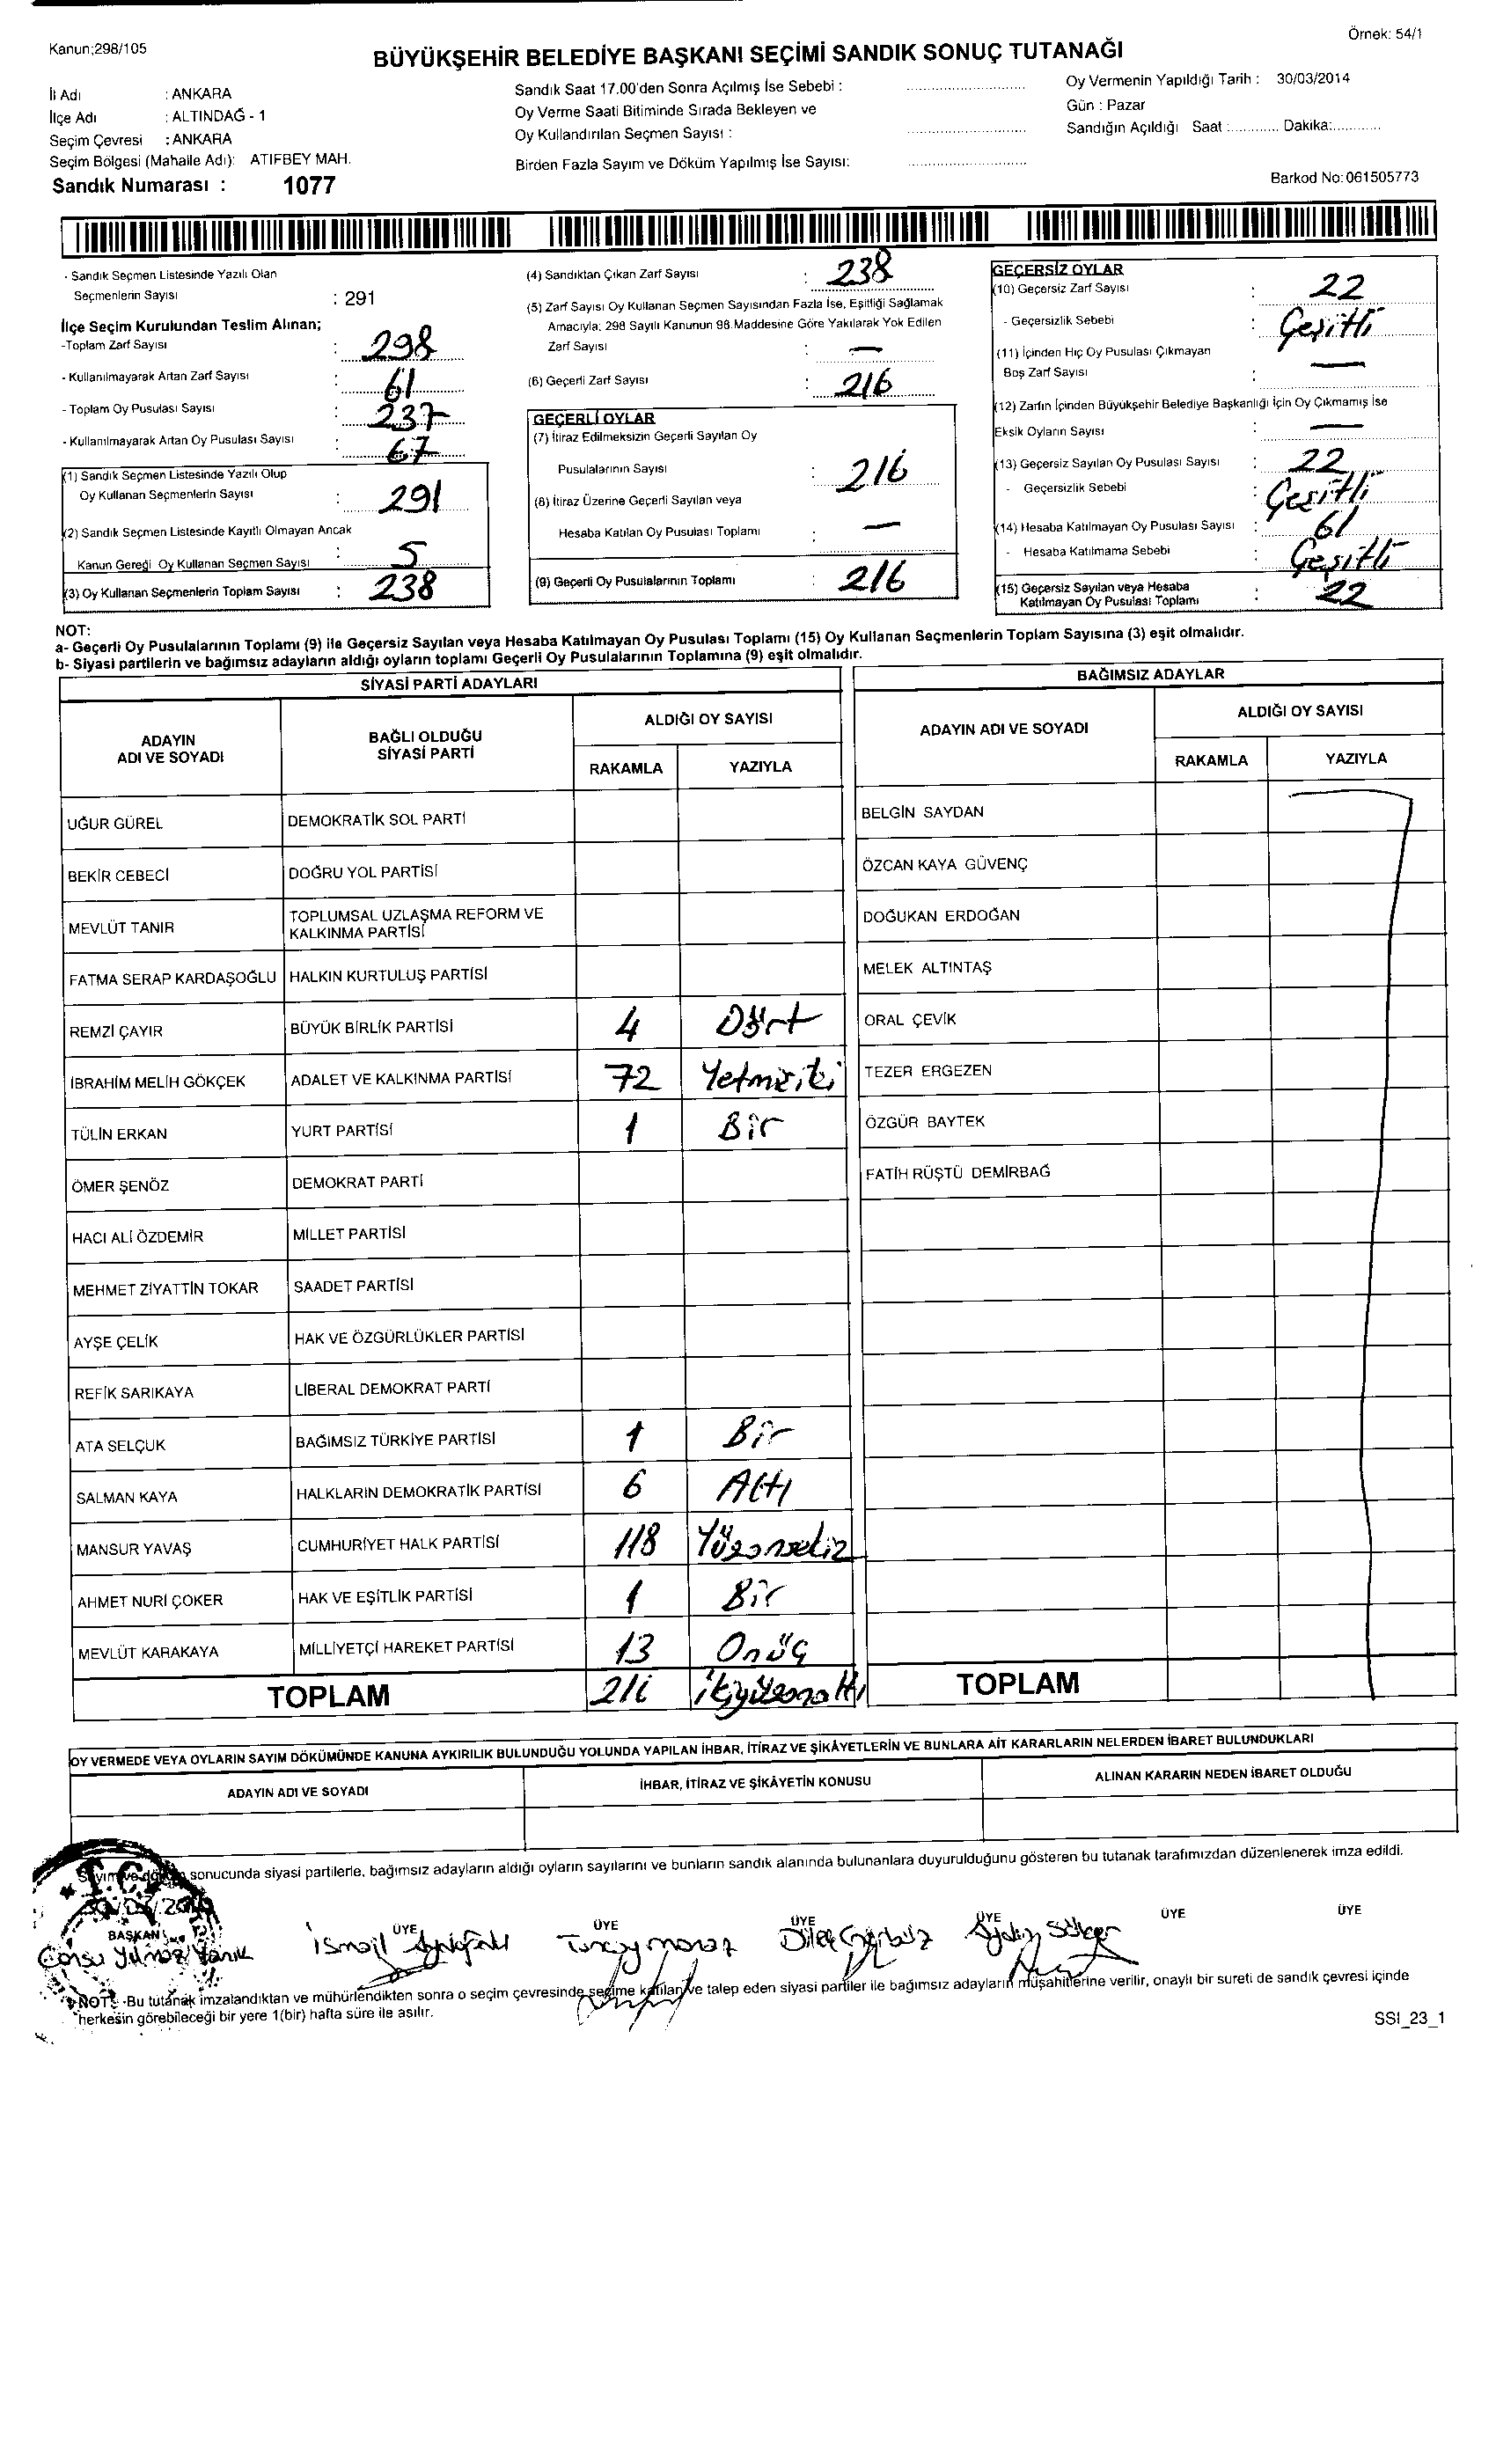 Kanun;298/105
Örnek: 54/1
BÜYÜKŞEHİR BELEDİYE BAŞKANI SEÇİMİ SANDIK SONUÇ TUTANAĞI
İl Adı : ANKARA
İlçe Adı : ALTINDAĞ - 1
Seçim Çevresi : ANKARA
Seçim Bölgesi (Mahalle Adı): ATIFBEY MAH.
Sandık Numarası : 1077
Sandık Saat 17.00'den Sonra Açılmış İse Sebebi :
Oy Verme Saati Bitiminde Sırada Bekleyen ve
Oy Kullandırılan Seçmen Sayısı :
Birden Fazla Sayım ve Döküm Yapılmış İse Sayısı:
Oy Vermenin Yapıldığı Tarih : 30/03/2014
Gün : Pazar
Sandığın Açıldığı Saat :............ Dakika:............
Barkod No:061505773
- Sandık Seçmen Listesinde Yazılı Olan
Seçmenlerin Sayısı : 291
İlçe Seçim Kurulundan Teslim Alınan;
-Toplam Zarf Sayısı : 298
- Kullanılmayarak Artan Zarf Sayısı : 61
- Toplam Oy Pusulası Sayısı : 237
- Kullanılmayarak Artan Oy Pusulası Sayısı : 67
(1) Sandık Seçmen Listesinde Yazılı Olup
Oy Kullanan Seçmenlerin Sayısı : 291
(2) Sandık Seçmen Listesinde Kayıtlı Olmayan Ancak
Kanun Gereği Oy Kullanan Seçmen Sayısı : 5
(3) Oy Kullanan Seçmenlerin Toplam Sayısı : 238
(4) Sandıktan Çıkan Zarf Sayısı : 238
(5) Zarf Sayısı Oy Kullanan Seçmen Sayısından Fazla İse, Eşitliği Sağlamak
Amacıyla; 298 Sayılı Kanunun 98.Maddesine Göre Yakılarak Yok Edilen
Zarf Sayısı : —
(6) Geçerli Zarf Sayısı : 216
GEÇERLİ OYLAR
(7) İtiraz Edilmeksizin Geçerli Sayılan Oy
Pusulalarının Sayısı : 216
(8) İtiraz Üzerine Geçerli Sayılan veya
Hesaba Katılan Oy Pusulası Toplamı : —
(9) Geçerli Oy Pusulalarının Toplamı : 216
GEÇERSİZ OYLAR
(10) Geçersiz Zarf Sayısı : 22
- Geçersizlik Sebebi : Çeşitli
(11) İçinden Hiç Oy Pusulası Çıkmayan
Boş Zarf Sayısı : —
(12) Zarfın İçinden Büyükşehir Belediye Başkanlığı İçin Oy Çıkmamış İse
Eksik Oyların Sayısı : —
(13) Geçersiz Sayılan Oy Pusulası Sayısı : 22
- Geçersizlik Sebebi : Çeşitli
(14) Hesaba Katılmayan Oy Pusulası Sayısı : 61
- Hesaba Katılmama Sebebi : Çeşitli
(15) Geçersiz Sayılan veya Hesaba
Katılmayan Oy Pusulası Toplamı : 22
NOT:
a- Geçerli Oy Pusulalarının Toplamı (9) ile Geçersiz Sayılan veya Hesaba Katılmayan Oy Pusulası Toplamı (15) Oy Kullanan Seçmenlerin Toplam Sayısına (3) eşit olmalıdır.
b- Siyasi partilerin ve bağımsız adayların aldığı oyların toplamı Geçerli Oy Pusulalarının Toplamına (9) eşit olmalıdır.
SİYASİ PARTİ ADAYLARI
ADAYIN ADI VE SOYADI BAĞLI OLDUĞU SİYASİ PARTİ ALDIĞI OY SAYISI
RAKAMLA YAZIYLA
UĞUR GÜREL DEMOKRATİK SOL PARTİ
BEKİR CEBECİ DOĞRU YOL PARTİSİ
MEVLÜT TANIR TOPLUMSAL UZLAŞMA REFORM VE
KALKINMA PARTİSİ
FATMA SERAP KARDAŞOĞLU HALKIN KURTULUŞ PARTİSİ
REMZİ ÇAYIR BÜYÜK BİRLİK PARTİSİ 4 Dört
İBRAHİM MELİH GÖKÇEK ADALET VE KALKINMA PARTİSİ 72 Yetmiş iki
TÜLİN ERKAN YURT PARTİSİ 1 Bir
ÖMER ŞENÖZ DEMOKRAT PARTİ
HACI ALİ ÖZDEMİR MİLLET PARTİSİ
MEHMET ZİYATTİN TOKAR SAADET PARTİSİ
AYŞE ÇELİK HAK VE ÖZGÜRLÜKLER PARTİSİ
REFİK SARIKAYA LİBERAL DEMOKRAT PARTİ
ATA SELÇUK BAĞIMSIZ TÜRKİYE PARTİSİ 1 Bir
SALMAN KAYA HALKLARIN DEMOKRATİK PARTİSİ 6 Altı
MANSUR YAVAŞ CUMHURİYET HALK PARTİSİ 118 Yüzonsekiz
AHMET NURİ ÇOKER HAK VE EŞİTLİK PARTİSİ 1 Bir
MEVLÜT KARAKAYA MİLLİYETÇİ HAREKET PARTİSİ 13 Onüç
TOPLAM 216 ikiyüzonaltı
BAĞIMSIZ ADAYLAR
ADAYIN ADI VE SOYADI ALDIĞI OY SAYISI
RAKAMLA YAZIYLA
BELGİN SAYDAN
ÖZCAN KAYA GÜVENÇ
DOĞUKAN ERDOĞAN
MELEK ALTINTAŞ
ORAL ÇEVİK
TEZER ERGEZEN
ÖZGÜR BAYTEK
FATİH RÜŞTÜ DEMİRBAĞ
TOPLAM
OY VERMEDE VEYA OYLARIN SAYIM DÖKÜMÜNDE KANUNA AYKIRILIK BULUNDUĞU YOLUNDA YAPILAN İHBAR, İTİRAZ VE ŞİKÂYETLERİN VE BUNLARA AİT KARARLARIN NELERDEN İBARET BULUNDUKLARI
ADAYIN ADI VE SOYADI İHBAR, İTİRAZ VE ŞİKÂYETİN KONUSU ALINAN KARARIN NEDEN İBARET OLDUĞU
T.C.
Sayım ve döküm sonucunda siyasi partilerle, bağımsız adayların aldığı oyların sayılarını ve bunların sandık alanında bulunanlara duyurulduğunu gösteren bu tutanak tarafımızdan düzenlenerek imza edildi.
BAŞKAN ÜYE ÜYE ÜYE ÜYE ÜYE ÜYE
Yılmaz Yanık İsmail Tuncay Dilek Aydın
NOT: -Bu tutanak imzalandıktan ve mühürlendikten sonra o seçim çevresinde seçime katılan ve talep eden siyasi partiler ile bağımsız adayların müşahitlerine verilir, onaylı bir sureti de sandık çevresi içinde
herkesin görebileceği bir yere 1(bir) hafta süre ile asılır.
SSI_23_1